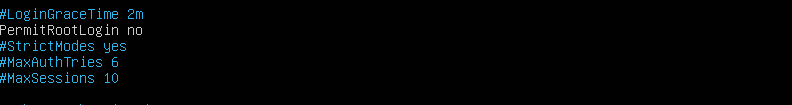 #LoginGraceTime 2m
PermitRootLogin no
#StrictModes yes
#MaxAuthTries 6
#MaxSessions 10